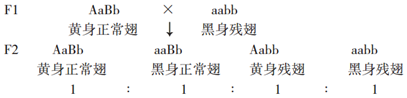 F1 AaBb × aabb
黄身正常翅 ↓ 黑身残翅
F2 AaBb aaBb Aabb aabb
黄身正常翅 黑身正常翅 黄身残翅 黑身残翅
1 : 1 : 1 : 1